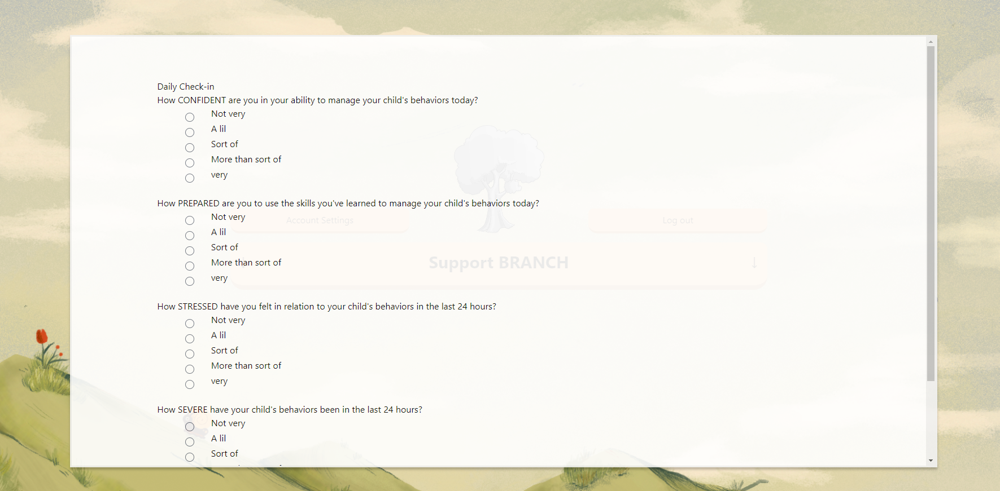 Daily Check-in
How CONFIDENT are you in your ability to manage your child's behaviors today?
Not very
A lil
Sort of
More than sort of
very
How PREPARED are you to use the skills you've learned to manage your child's behaviors today?
Not very
Account Settings
Log out
A lil
Sort of
More than sort of
Support BRANCH
↓
very
How STRESSED have you felt in relation to your child's behaviors in the last 24 hours?
Not very
A lil
Sort of
More than sort of
very
How SEVERE have your child's behaviors been in the last 24 hours?
Not very
A lil
Sort of